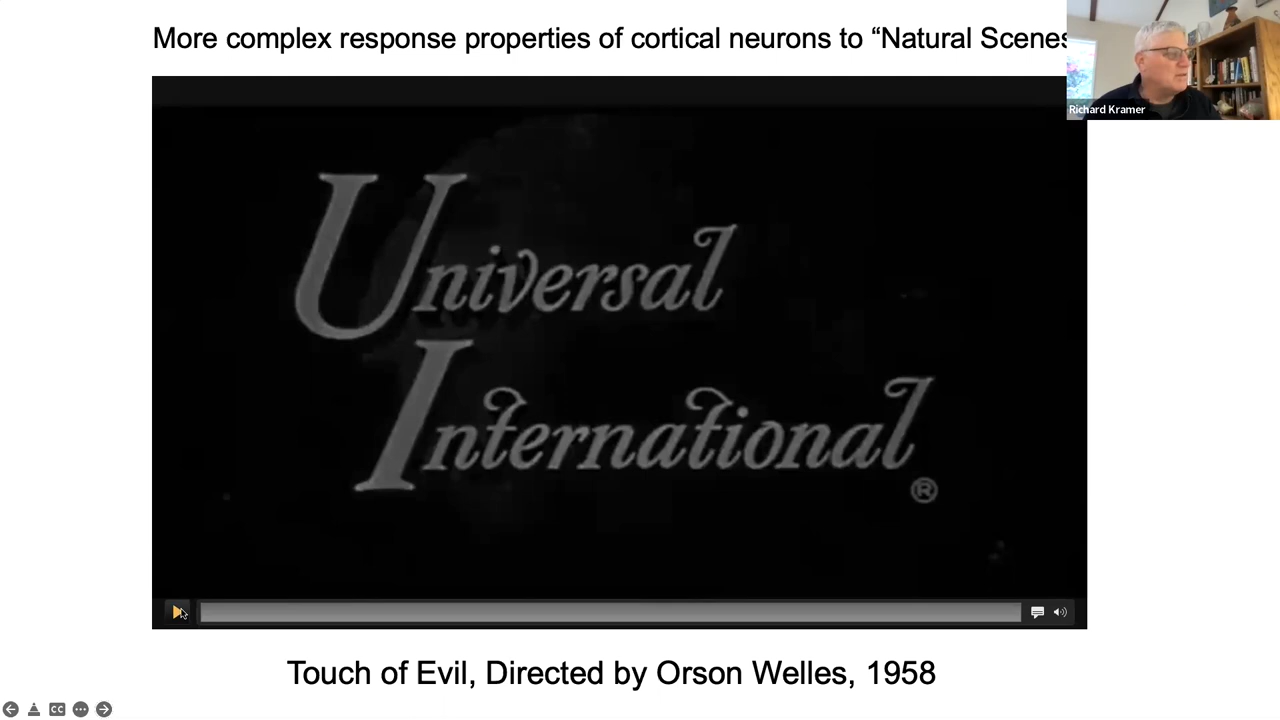 More complex response properties of cortical neurons to “Natural Scenes
Richard Kramer
Universal
International
®
Touch of Evil, Directed by Orson Welles, 1958
CC